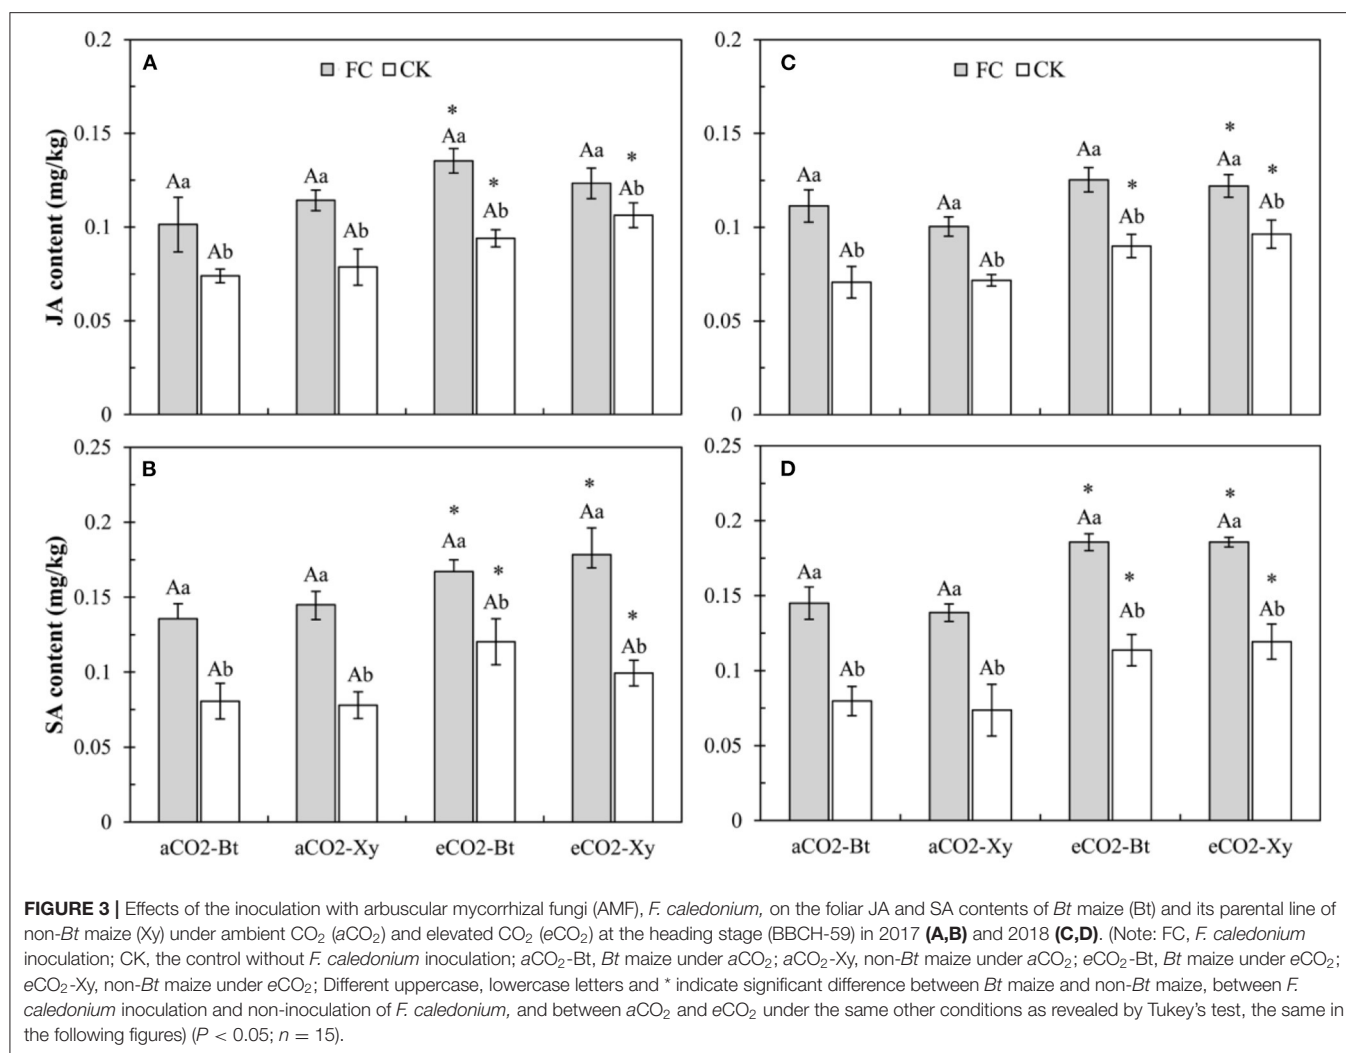 A
FC CK
0.2
0.15
0.1
0.05
0
JA content (mg/kg)
Aa
Ab
Aa
Ab
*
Aa
*
Ab
Aa
*
Ab
C
FC CK
0.2
0.15
0.1
0.05
0
Aa
Ab
Aa
Ab
Aa
*
Ab
*
Aa
*
Ab
B
0.25
0.2
0.15
0.1
0.05
0
SA content (mg/kg)
Aa
Ab
Aa
Ab
*
Aa
*
Ab
*
Aa
*
Ab
aCO2-Bt aCO2-Xy eCO2-Bt eCO2-Xy
D
0.2
0.15
0.1
0.05
0
Aa
Ab
Aa
Ab
*
Aa
*
Ab
*
Aa
*
Ab
aCO2-Bt aCO2-Xy eCO2-Bt eCO2-Xy
FIGURE 3 | Effects of the inoculation with arbuscular mycorrhizal fungi (AMF), F. caledonium, on the foliar JA and SA contents of Bt maize (Bt) and its parental line of
non-Bt maize (Xy) under ambient CO₂ (aCO₂) and elevated CO₂ (eCO₂) at the heading stage (BBCH-59) in 2017 (A,B) and 2018 (C,D). (Note: FC, F. caledonium
inoculation; CK, the control without F. caledonium inoculation; aCO₂-Bt, Bt maize under aCO₂; aCO₂-Xy, non-Bt maize under aCO₂; eCO₂-Bt, Bt maize under eCO₂;
eCO₂-Xy, non-Bt maize under eCO₂; Different uppercase, lowercase letters and * indicate significant difference between Bt maize and non-Bt maize, between F.
caledonium inoculation and non-inoculation of F. caledonium, and between aCO₂ and eCO₂ under the same other conditions as revealed by Tukey's test, the same in
the following figures) (P < 0.05; n = 15).